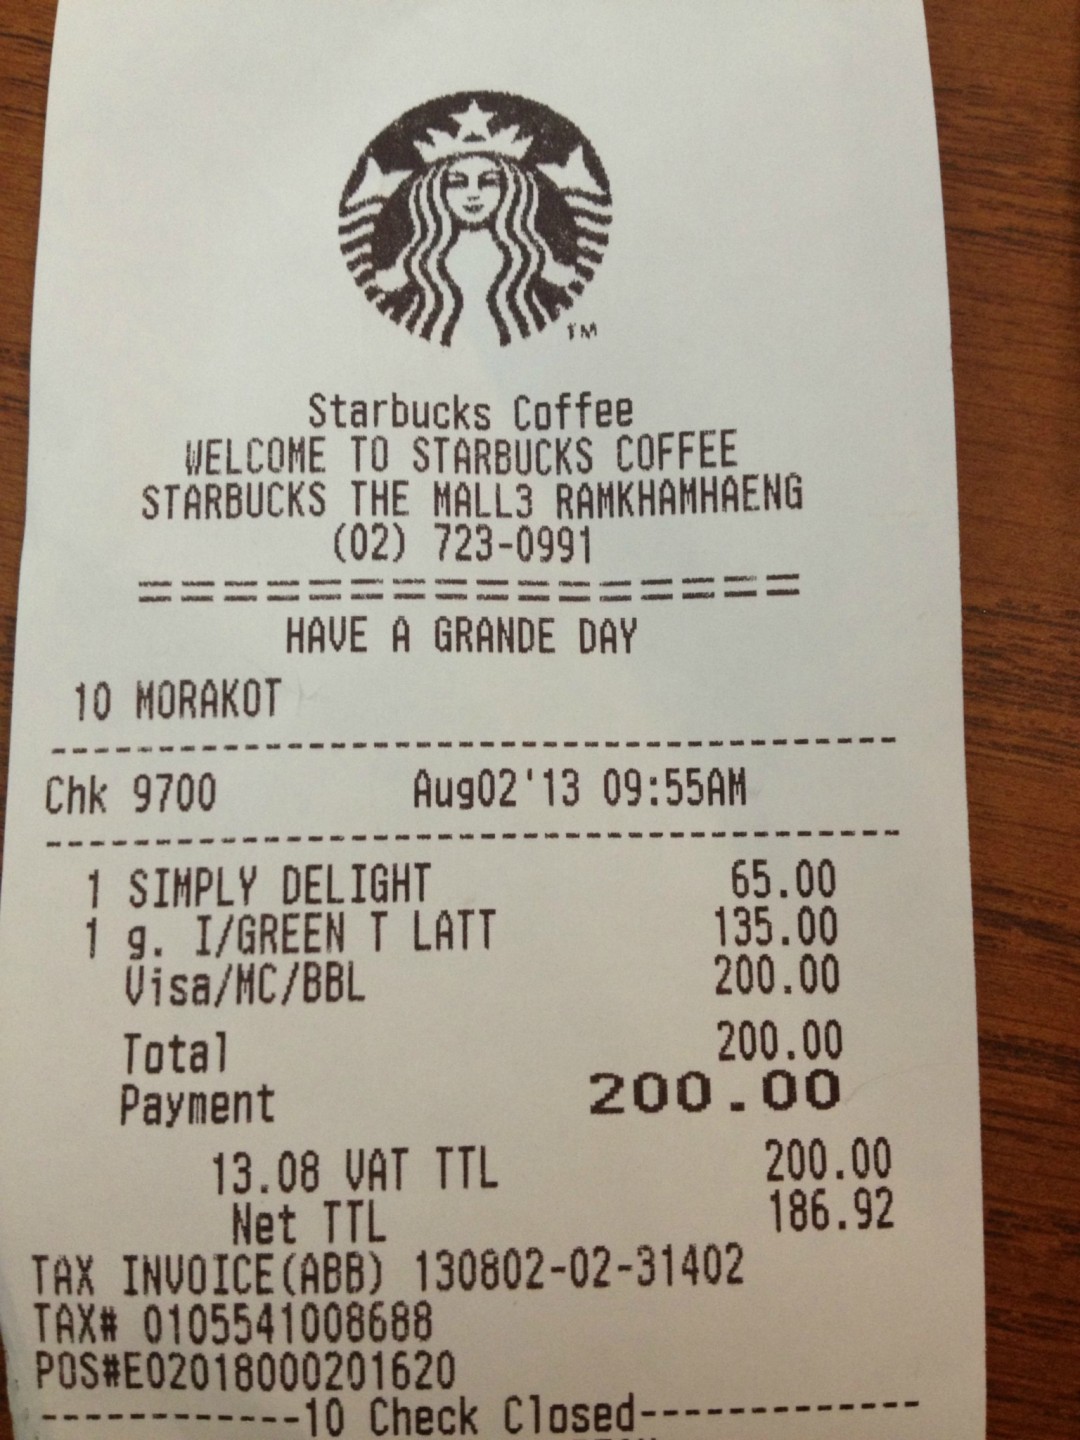 TM
Starbucks Coffee
WELCOME TO STARBUCKS COFFEE
STARBUCKS THE MALL3 RAMKHAMHAENG
(02) 723-0991
================
HAVE A GRANDE DAY
10 MORAKOT
------------------------------
Chk 9700 Aug02'13 09:55AM
------------------------------
1 SIMPLY DELIGHT 65.00
1 g. I/GREEN T LATT 135.00
Visa/MC/BBL 200.00
Total 200.00
Payment 200.00
13.08 VAT TTL 200.00
Net TTL 186.92
TAX INVOICE(ABB) 130802-02-31402
TAX# 0105541008688
POS#E02018000201620
------------10 Check Closed-------------